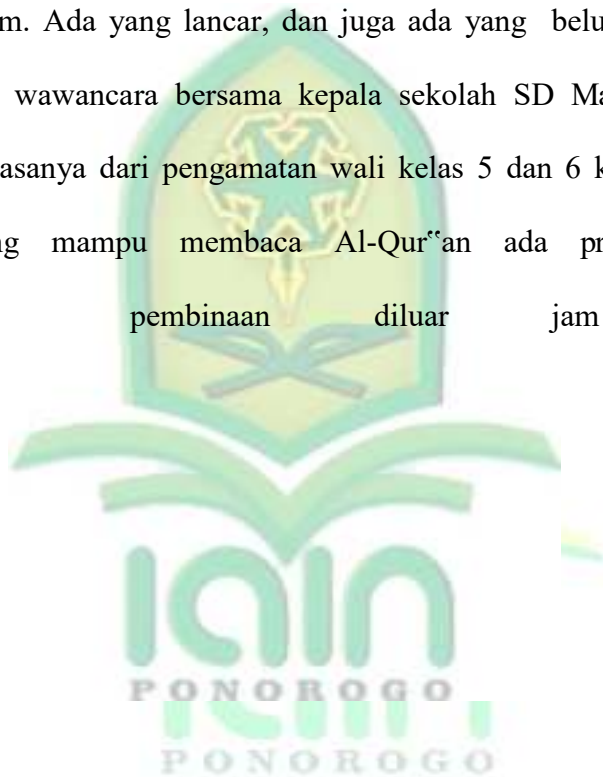 m. Ada yang lancar, dan juga ada yang belu
wawancara bersama kepala sekolah SD Ma
asanya dari pengamatan wali kelas 5 dan 6 k
ng mampu membaca Al-Qur‟an ada pr
pembinaan diluar jam
iain
PONOROGO
PONOROGO